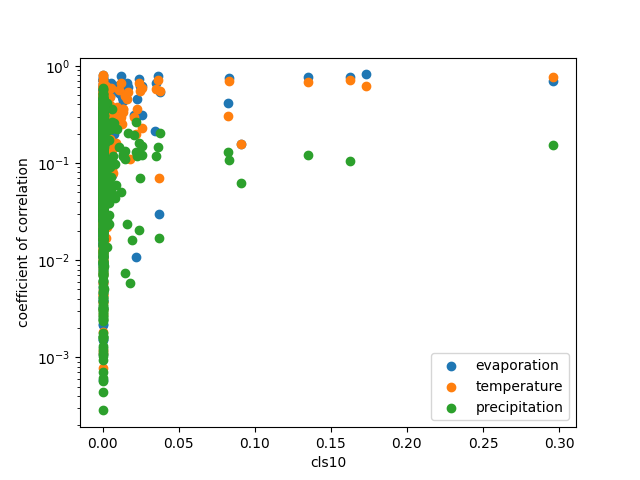 10⁰
10⁻¹
10⁻²
10⁻³
coefficient of correlation
evaporation
temperature
precipitation
0.00 0.05 0.10 0.15 0.20 0.25 0.30
cls10